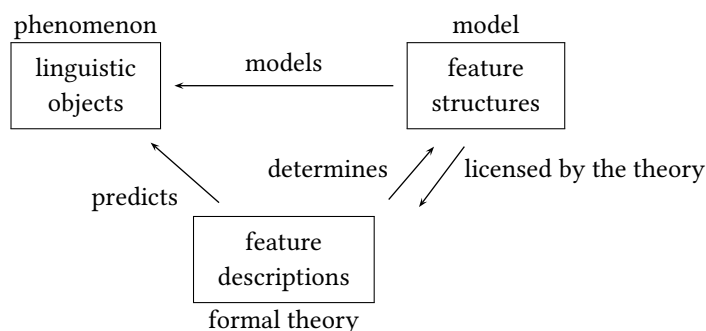 phenomenon
model
linguistic
objects
models
feature
structures
determines
licensed by the theory
predicts
feature
descriptions
formal theory